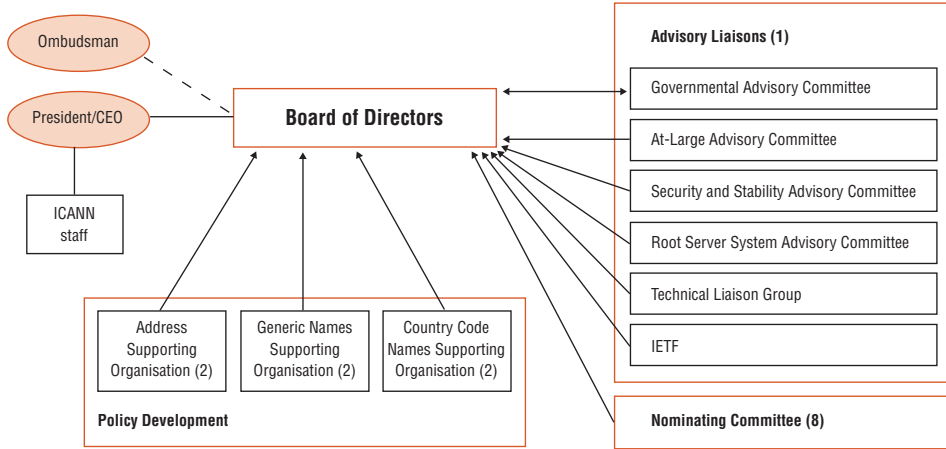 Ombudsman
President/CEO
ICANN
staff
Board of Directors
Advisory Liaisons (1)
Governmental Advisory Committee
At-Large Advisory Committee
Security and Stability Advisory Committee
Root Server System Advisory Committee
Technical Liaison Group
IETF
Address
Supporting
Organisation (2)
Generic Names
Supporting
Organisation (2)
Country Code
Names Supporting
Organisation (2)
Policy Development
Nominating Committee (8)